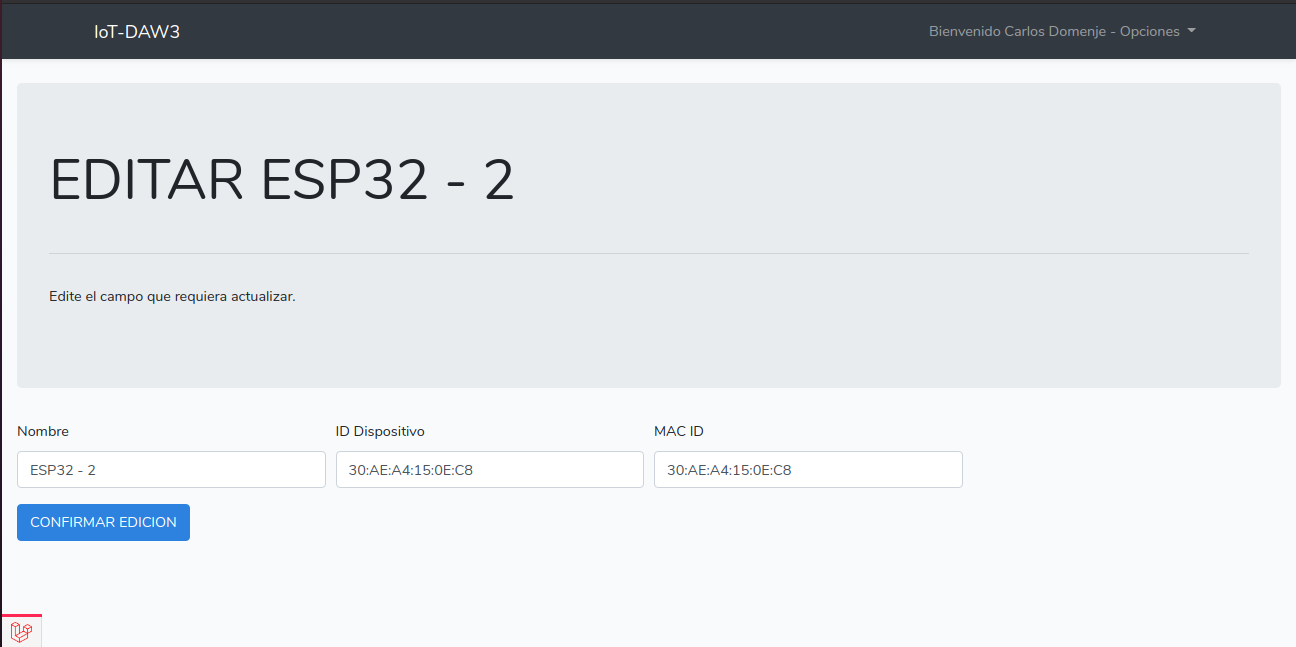 IoT-DAW3
Bienvenido Carlos Domenje - Opciones
EDITAR ESP32 - 2
Edite el campo que requiera actualizar.
Nombre
ID Dispositivo
MAC ID
ESP32 - 2
30:AE:A4:15:0E:C8
30:AE:A4:15:0E:C8
CONFIRMAR EDICION